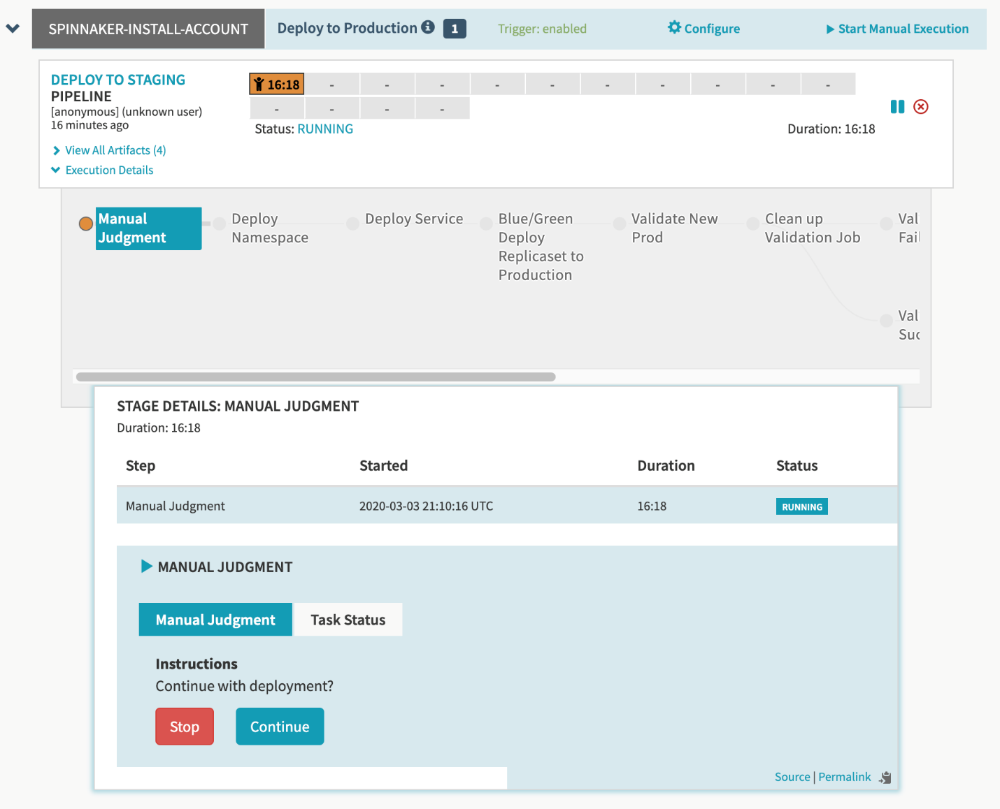 SPINNAKER-INSTALL-ACCOUNT Deploy to Production 1 Trigger: enabled Configure Start Manual Execution
DEPLOY TO STAGING
PIPELINE
[anonymous] (unknown user)
16 minutes ago
16:18 - - - - - - - - - -
- - - -
Status: RUNNING Duration: 16:18
View All Artifacts (4)
Execution Details
Manual
Judgment
Deploy
Namespace
Deploy Service
Blue/Green
Deploy
Replicaset to
Production
Validate New
Prod
Clean up
Validation Job
Val
Fail
Val
Suc
STAGE DETAILS: MANUAL JUDGMENT
Duration: 16:18
Step Started Duration Status
Manual Judgment 2020-03-03 21:10:16 UTC 16:18 RUNNING
MANUAL JUDGMENT
Manual Judgment Task Status
Instructions
Continue with deployment?
Stop Continue
Source | Permalink